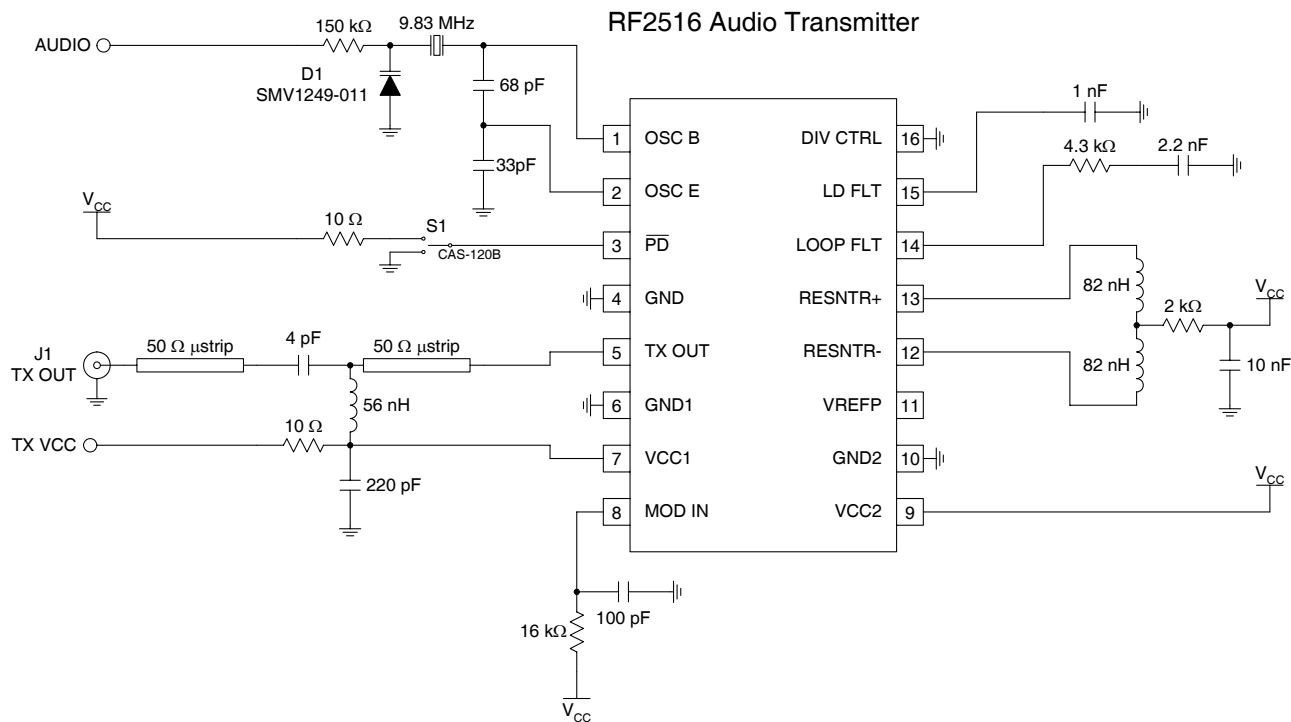 RF2516 Audio Transmitter
AUDIO
150 kΩ
9.83 MHz
D1
SMV1249-011
68 pF
33pF
1 nF
4.3 kΩ
2.2 nF
1 OSC B
DIV CTRL 16
2 OSC E
LD FLT 15
V_CC
10 Ω
S1
CAS-120B
3 PD
LOOP FLT 14
4 GND
RESNTR+ 13
82 nH
2 kΩ
V_CC
J1
TX OUT
50 Ω µstrip
4 pF
50 Ω µstrip
5 TX OUT
RESNTR- 12
82 nH
10 nF
56 nH
6 GND1
VREFP 11
TX VCC
10 Ω
7 VCC1
GND2 10
220 pF
V_CC
8 MOD IN
VCC2 9
100 pF
16 kΩ
V_CC